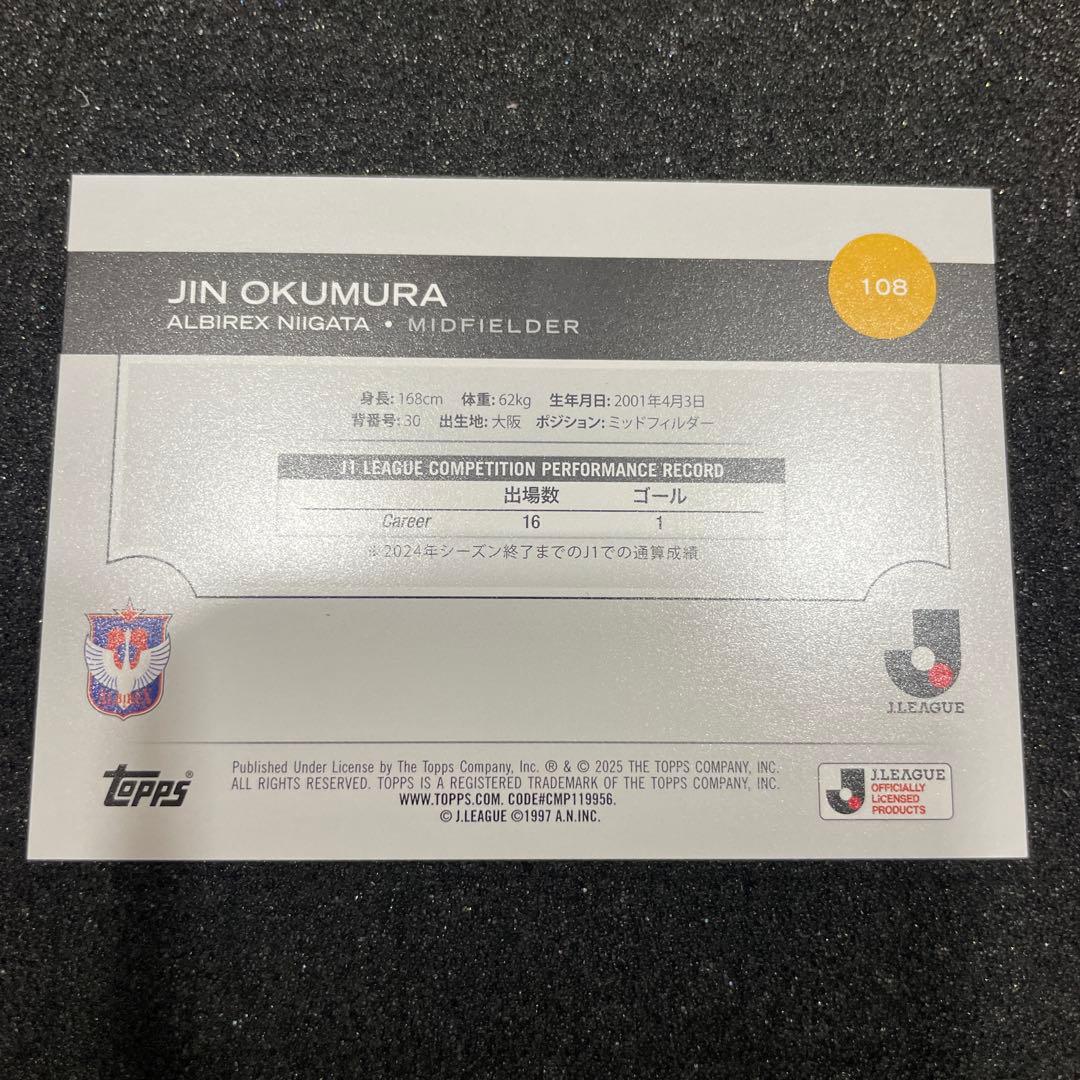 JIN OKUMURA
ALBIREX NIIGATA • MIDFIELDER
108
身長: 168cm 体重: 62kg 生年月日: 2001年4月3日
背番号: 30 出生地: 大阪 ポジション: ミッドフィルダー
J1 LEAGUE COMPETITION PERFORMANCE RECORD
出場数 ゴール
Career 16 1
※2024年シーズン終了までのJ1での通算成績
ALBIREX
J.LEAGUE
topps®
Published Under License by The Topps Company, Inc. ® & © 2025 THE TOPPS COMPANY, INC.
ALL RIGHTS RESERVED. TOPPS IS A REGISTERED TRADEMARK OF THE TOPPS COMPANY, INC.
WWW.TOPPS.COM. CODE#CMP119956.
© J.LEAGUE ©1997 A.N.INC.
J.LEAGUE
OFFICIALLY
LICENSED
PRODUCTS